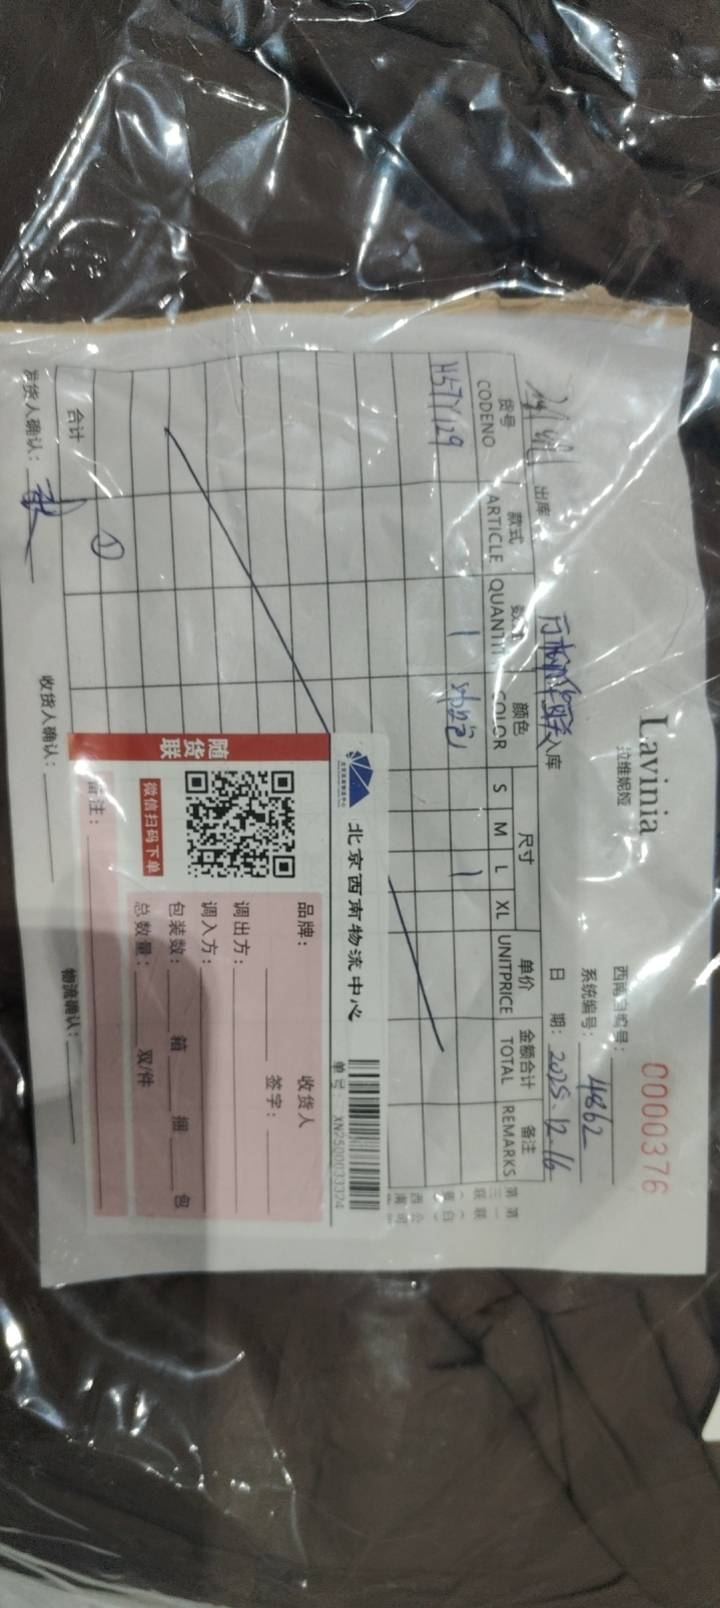 Lavinia
拉维妮娅
0000376
西南自编号:
系统编号: 4862
出库
入库
日 期: 2025.12.16
货号 款式 数量 颜色 尺寸 单价 金额合计 备注
CODENO ARTICLE QUANTIT COLOR S M L XL UNITPRICE TOTAL REMARKS
H57Y129 1 1
合计 ①
发货人确认:
收货人确认:
物流确认:
北京西南物流中心
单号: XN2500033324
随货联
微信扫码下单
品牌:
收货人
签字:
调出方:
调入方:
包装数: 箱 捆 包
总数量: 双/件
备注: